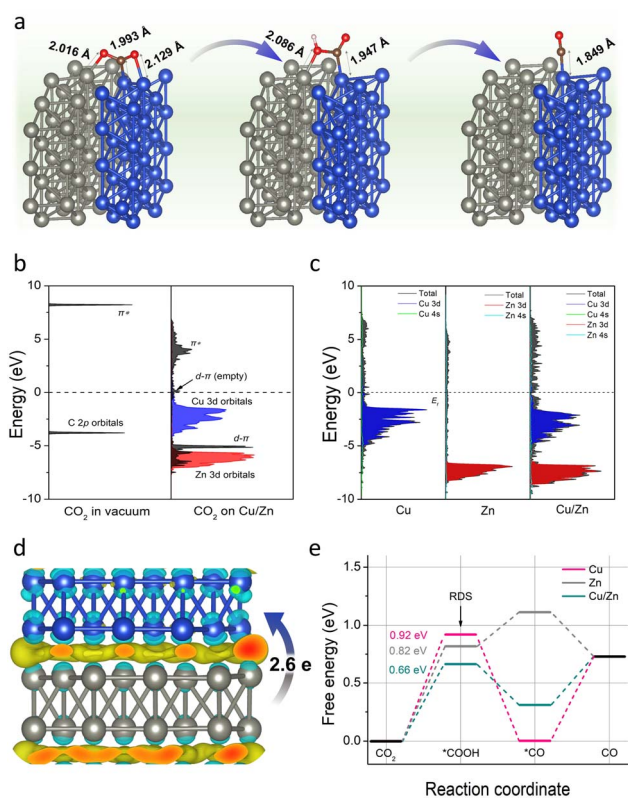 a
2.016 Å
1.993 Å
2.129 Å
2.086 Å
1.947 Å
1.849 Å
b
Energy (eV)
10
5
0
-5
-10
π*
C 2p orbitals
π*
d-π (empty)
Cu 3d orbitals
d-π
Zn 3d orbitals
CO2 in vacuum
CO2 on Cu/Zn
c
Energy (eV)
10
5
0
-5
-10
Total
Cu 3d
Cu 4s
Total
Zn 3d
Zn 4s
Total
Cu 3d
Cu 4s
Zn 3d
Zn 4s
Cu
Zn
Cu/Zn
d
2.6 e
e
Free energy (eV)
1.5
1.0
0.5
0.0
Cu
Zn
Cu/Zn
RDS
0.92 eV
0.82 eV
0.66 eV
CO2
*COOH
*CO
CO
Reaction coordinate